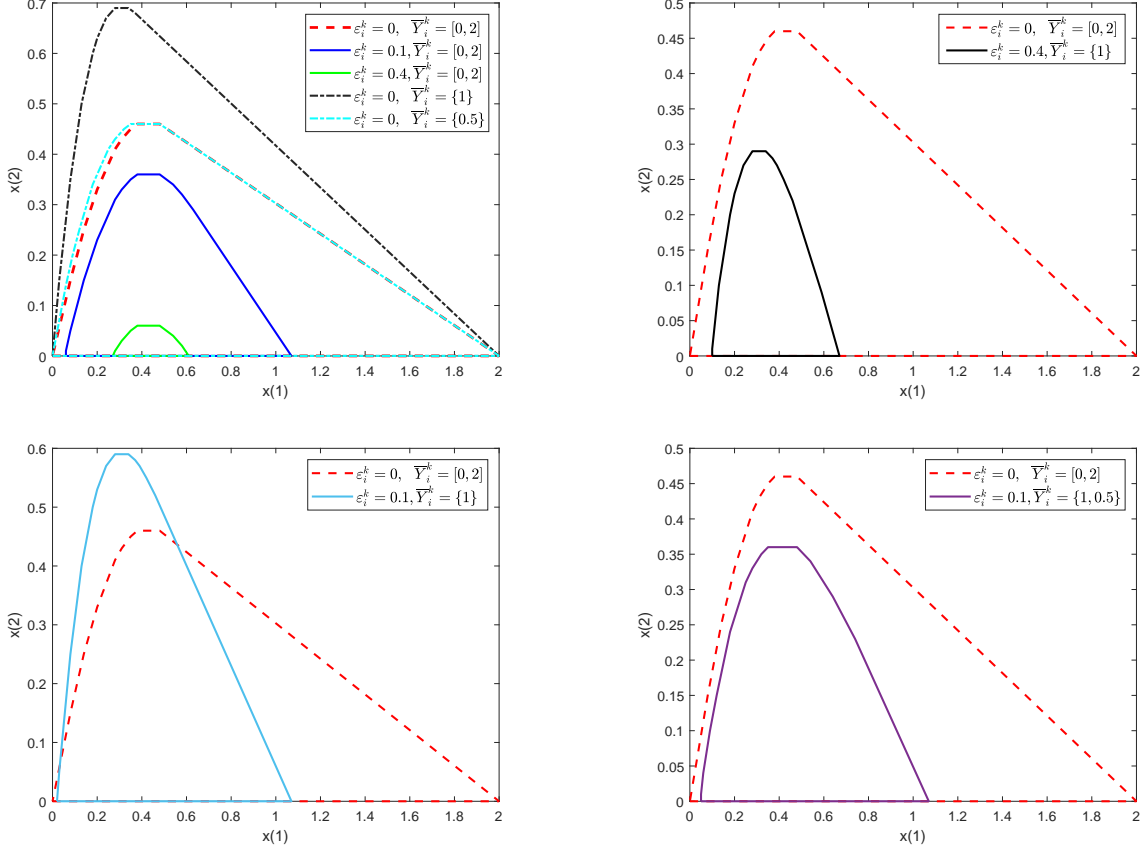 0.7
0.6
0.5
0.4
0.3
0.2
0.1
0
x(2)
0 0.2 0.4 0.6 0.8 1 1.2 1.4 1.6 1.8 2
x(1)
ε_i^k = 0, Y̅_i^k = [0, 2]
ε_i^k = 0.1, Y̅_i^k = [0, 2]
ε_i^k = 0.4, Y̅_i^k = [0, 2]
ε_i^k = 0, Y̅_i^k = {1}
ε_i^k = 0, Y̅_i^k = {0.5}
0.5
0.45
0.4
0.35
0.3
0.25
0.2
0.15
0.1
0.05
0
x(2)
0 0.2 0.4 0.6 0.8 1 1.2 1.4 1.6 1.8 2
x(1)
ε_i^k = 0, Y̅_i^k = [0, 2]
ε_i^k = 0.4, Y̅_i^k = {1}
0.6
0.5
0.4
0.3
0.2
0.1
0
x(2)
0 0.2 0.4 0.6 0.8 1 1.2 1.4 1.6 1.8 2
x(1)
ε_i^k = 0, Y̅_i^k = [0, 2]
ε_i^k = 0.1, Y̅_i^k = {1}
0.5
0.45
0.4
0.35
0.3
0.25
0.2
0.15
0.1
0.05
0
x(2)
0 0.2 0.4 0.6 0.8 1 1.2 1.4 1.6 1.8 2
x(1)
ε_i^k = 0, Y̅_i^k = [0, 2]
ε_i^k = 0.1, Y̅_i^k = {1, 0.5}